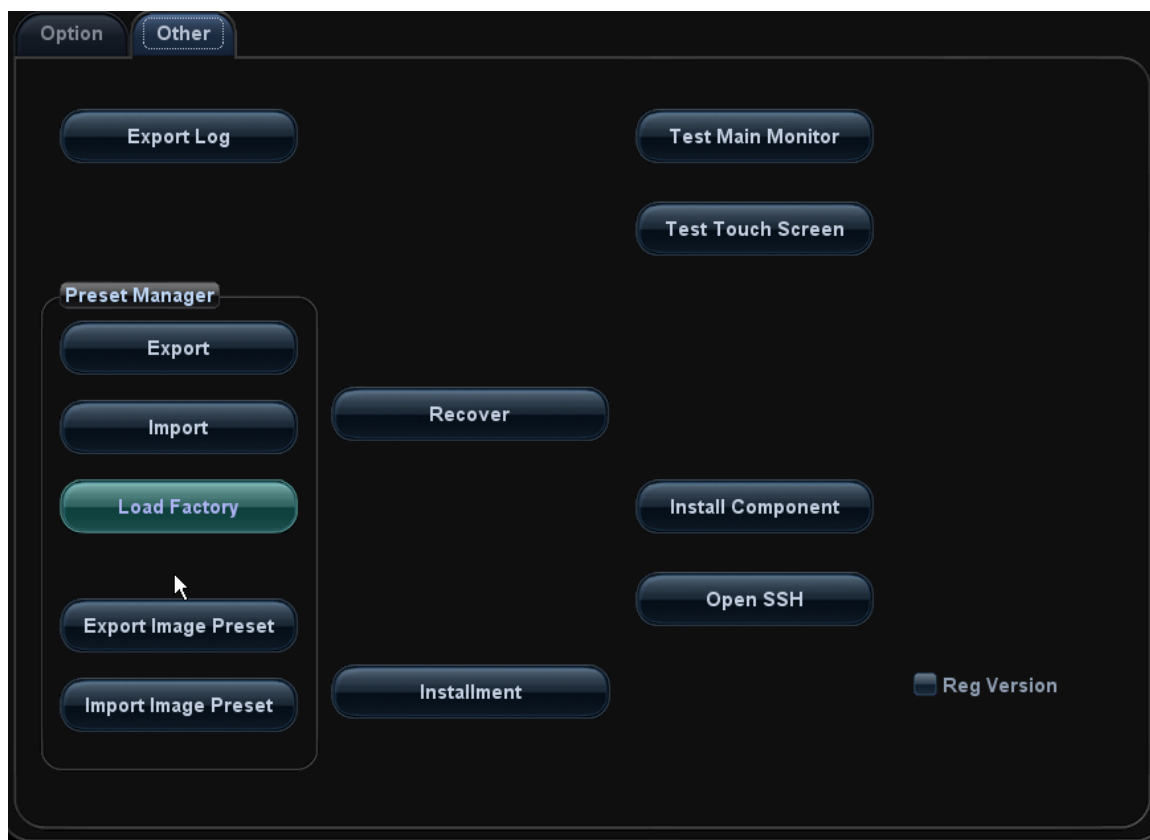 Option
Other
Export Log
Test Main Monitor
Test Touch Screen
Preset Manager
Export
Import
Load Factory
Export Image Preset
Import Image Preset
Recover
Installment
Install Component
Open SSH
Reg Version